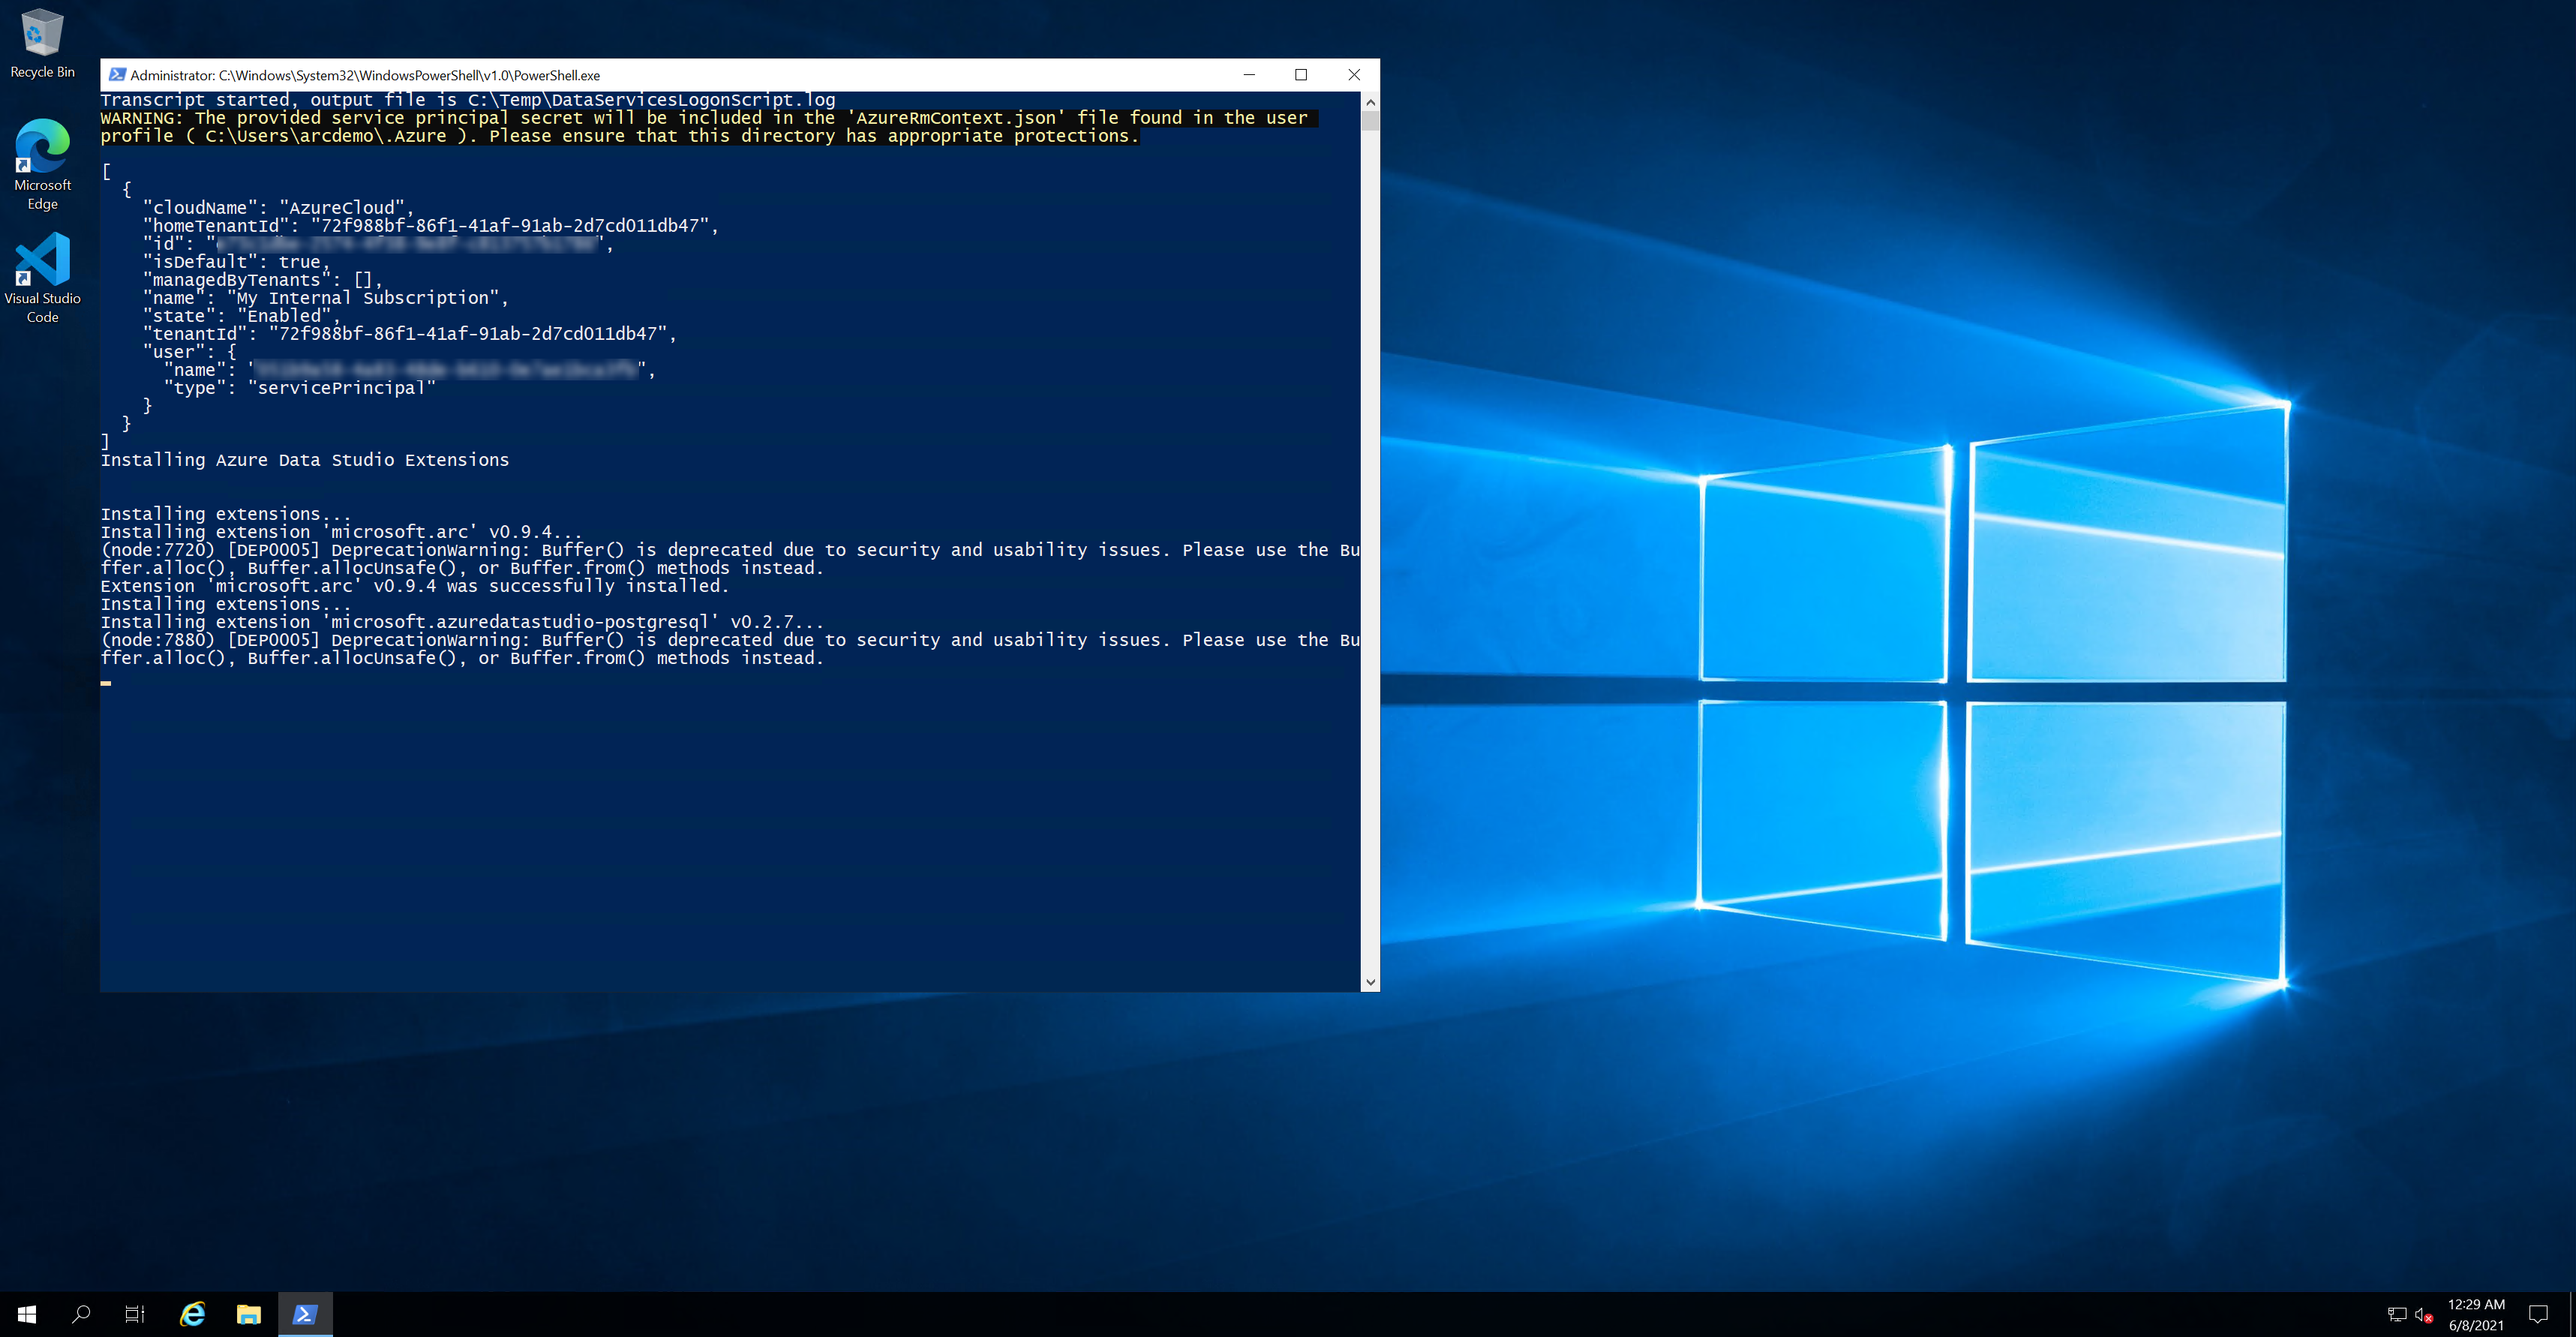 Recycle Bin
Microsoft
Edge
Visual Studio
Code
Administrator: C:\Windows\System32\WindowsPowerShell\v1.0\PowerShell.exe
Transcript started, output file is C:\Temp\DataServicesLogonScript.log
WARNING: The provided service principal secret will be included in the 'AzureRmContext.json' file found in the user
profile ( C:\Users\arcdemo\.Azure ). Please ensure that this directory has appropriate protections.
[
  {
    "cloudName": "AzureCloud",
    "homeTenantId": "72f988bf-86f1-41af-91ab-2d7cd011db47",
    "id": "",
    "isDefault": true,
    "managedByTenants": [],
    "name": "My Internal Subscription",
    "state": "Enabled",
    "tenantId": "72f988bf-86f1-41af-91ab-2d7cd011db47",
    "user": {
      "name": "",
      "type": "servicePrincipal"
    }
  }
]
Installing Azure Data Studio Extensions
Installing extensions...
Installing extension 'microsoft.arc' v0.9.4...
(node:7720) [DEP0005] DeprecationWarning: Buffer() is deprecated due to security and usability issues. Please use the Bu
ffer.alloc(), Buffer.allocUnsafe(), or Buffer.from() methods instead.
Extension 'microsoft.arc' v0.9.4 was successfully installed.
Installing extensions...
Installing extension 'microsoft.azuredatastudio-postgresql' v0.2.7...
(node:7880) [DEP0005] DeprecationWarning: Buffer() is deprecated due to security and usability issues. Please use the Bu
ffer.alloc(), Buffer.allocUnsafe(), or Buffer.from() methods instead.
12:29 AM
6/8/2021